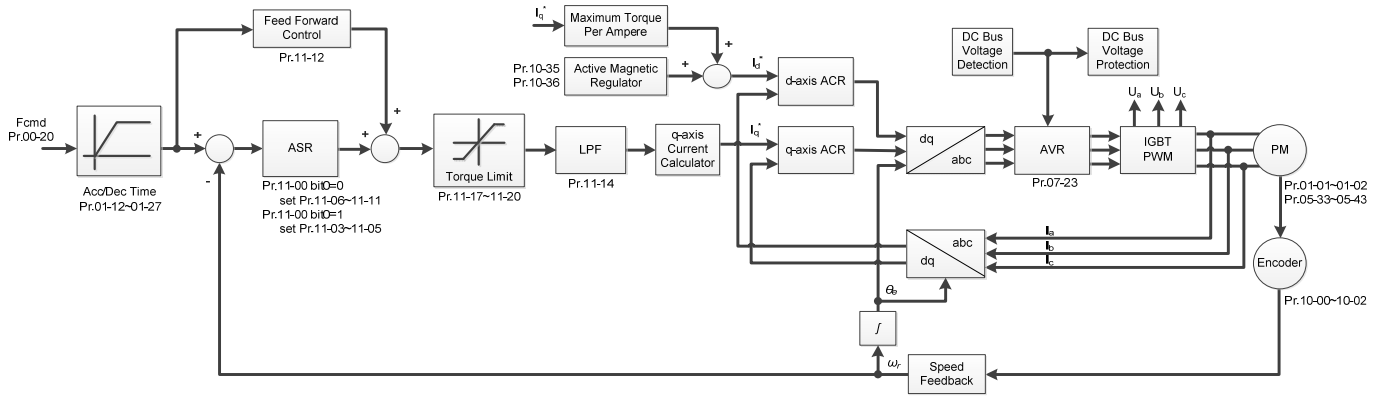 Fcmd
Pr.00-20
Acc/Dec Time
Pr.01-12~01-27
Feed Forward
Control
Pr.11-12
+
-
ASR
Pr.11-00 bit0=0
set Pr.11-06~11-11
Pr.11-00 bit0=1
set Pr.11-03~11-05
+
+
Torque Limit
Pr.11-17~11-20
LPF
Pr.11-14
q-axis
Current
Calculator
Iq*
Maximum Torque
Per Ampere
+
Pr.10-35
Pr.10-36
Active Magnetic
Regulator
+
Id*
d-axis ACR
Iq*
q-axis ACR
dq
abc
DC Bus
Voltage
Detection
DC Bus
Voltage
Protection
AVR
Pr.07-23
Ua Ub Uc
IGBT
PWM
PM
Pr.01-01~01-02
Pr.05-33~05-43
Ia
Ib
Ic
abc
dq
θe
∫
ωr
Speed
Feedback
Encoder
Pr.10-00~10-02